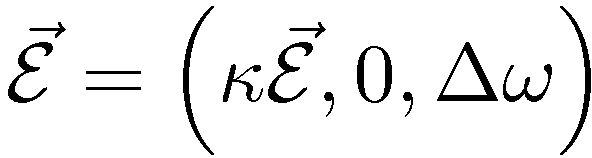 $\vec{\mathcal{E}} = \left( \kappa \vec{\mathcal{E}}, 0, \Delta\omega \right)$